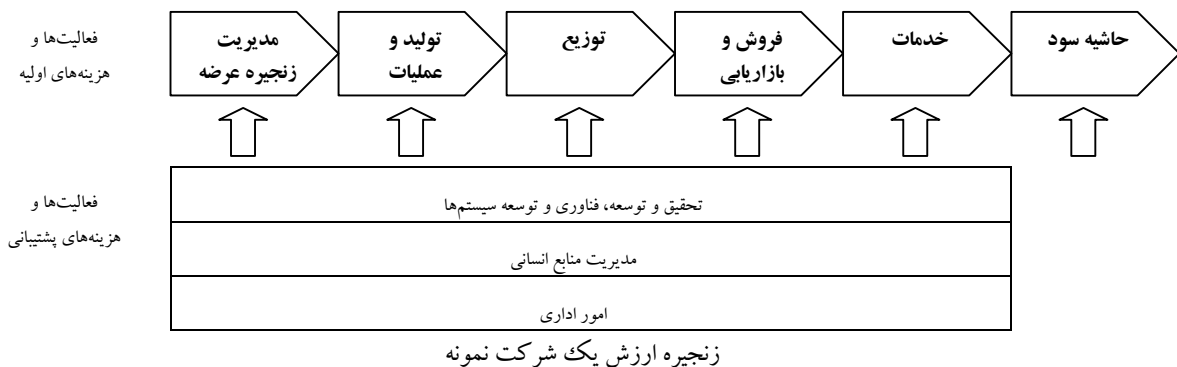 فعالیت‌ها و
هزینه‌های اولیه
مدیریت
زنجیره عرضه
تولید و
عملیات
توزیع
فروش و
بازاریابی
خدمات
حاشیه سود
فعالیت‌ها و
هزینه‌های پشتیبانی
تحقیق و توسعه، فناوری و توسعه سیستم‌ها
مدیریت منابع انسانی
امور اداری
زنجیره ارزش یک شرکت نمونه